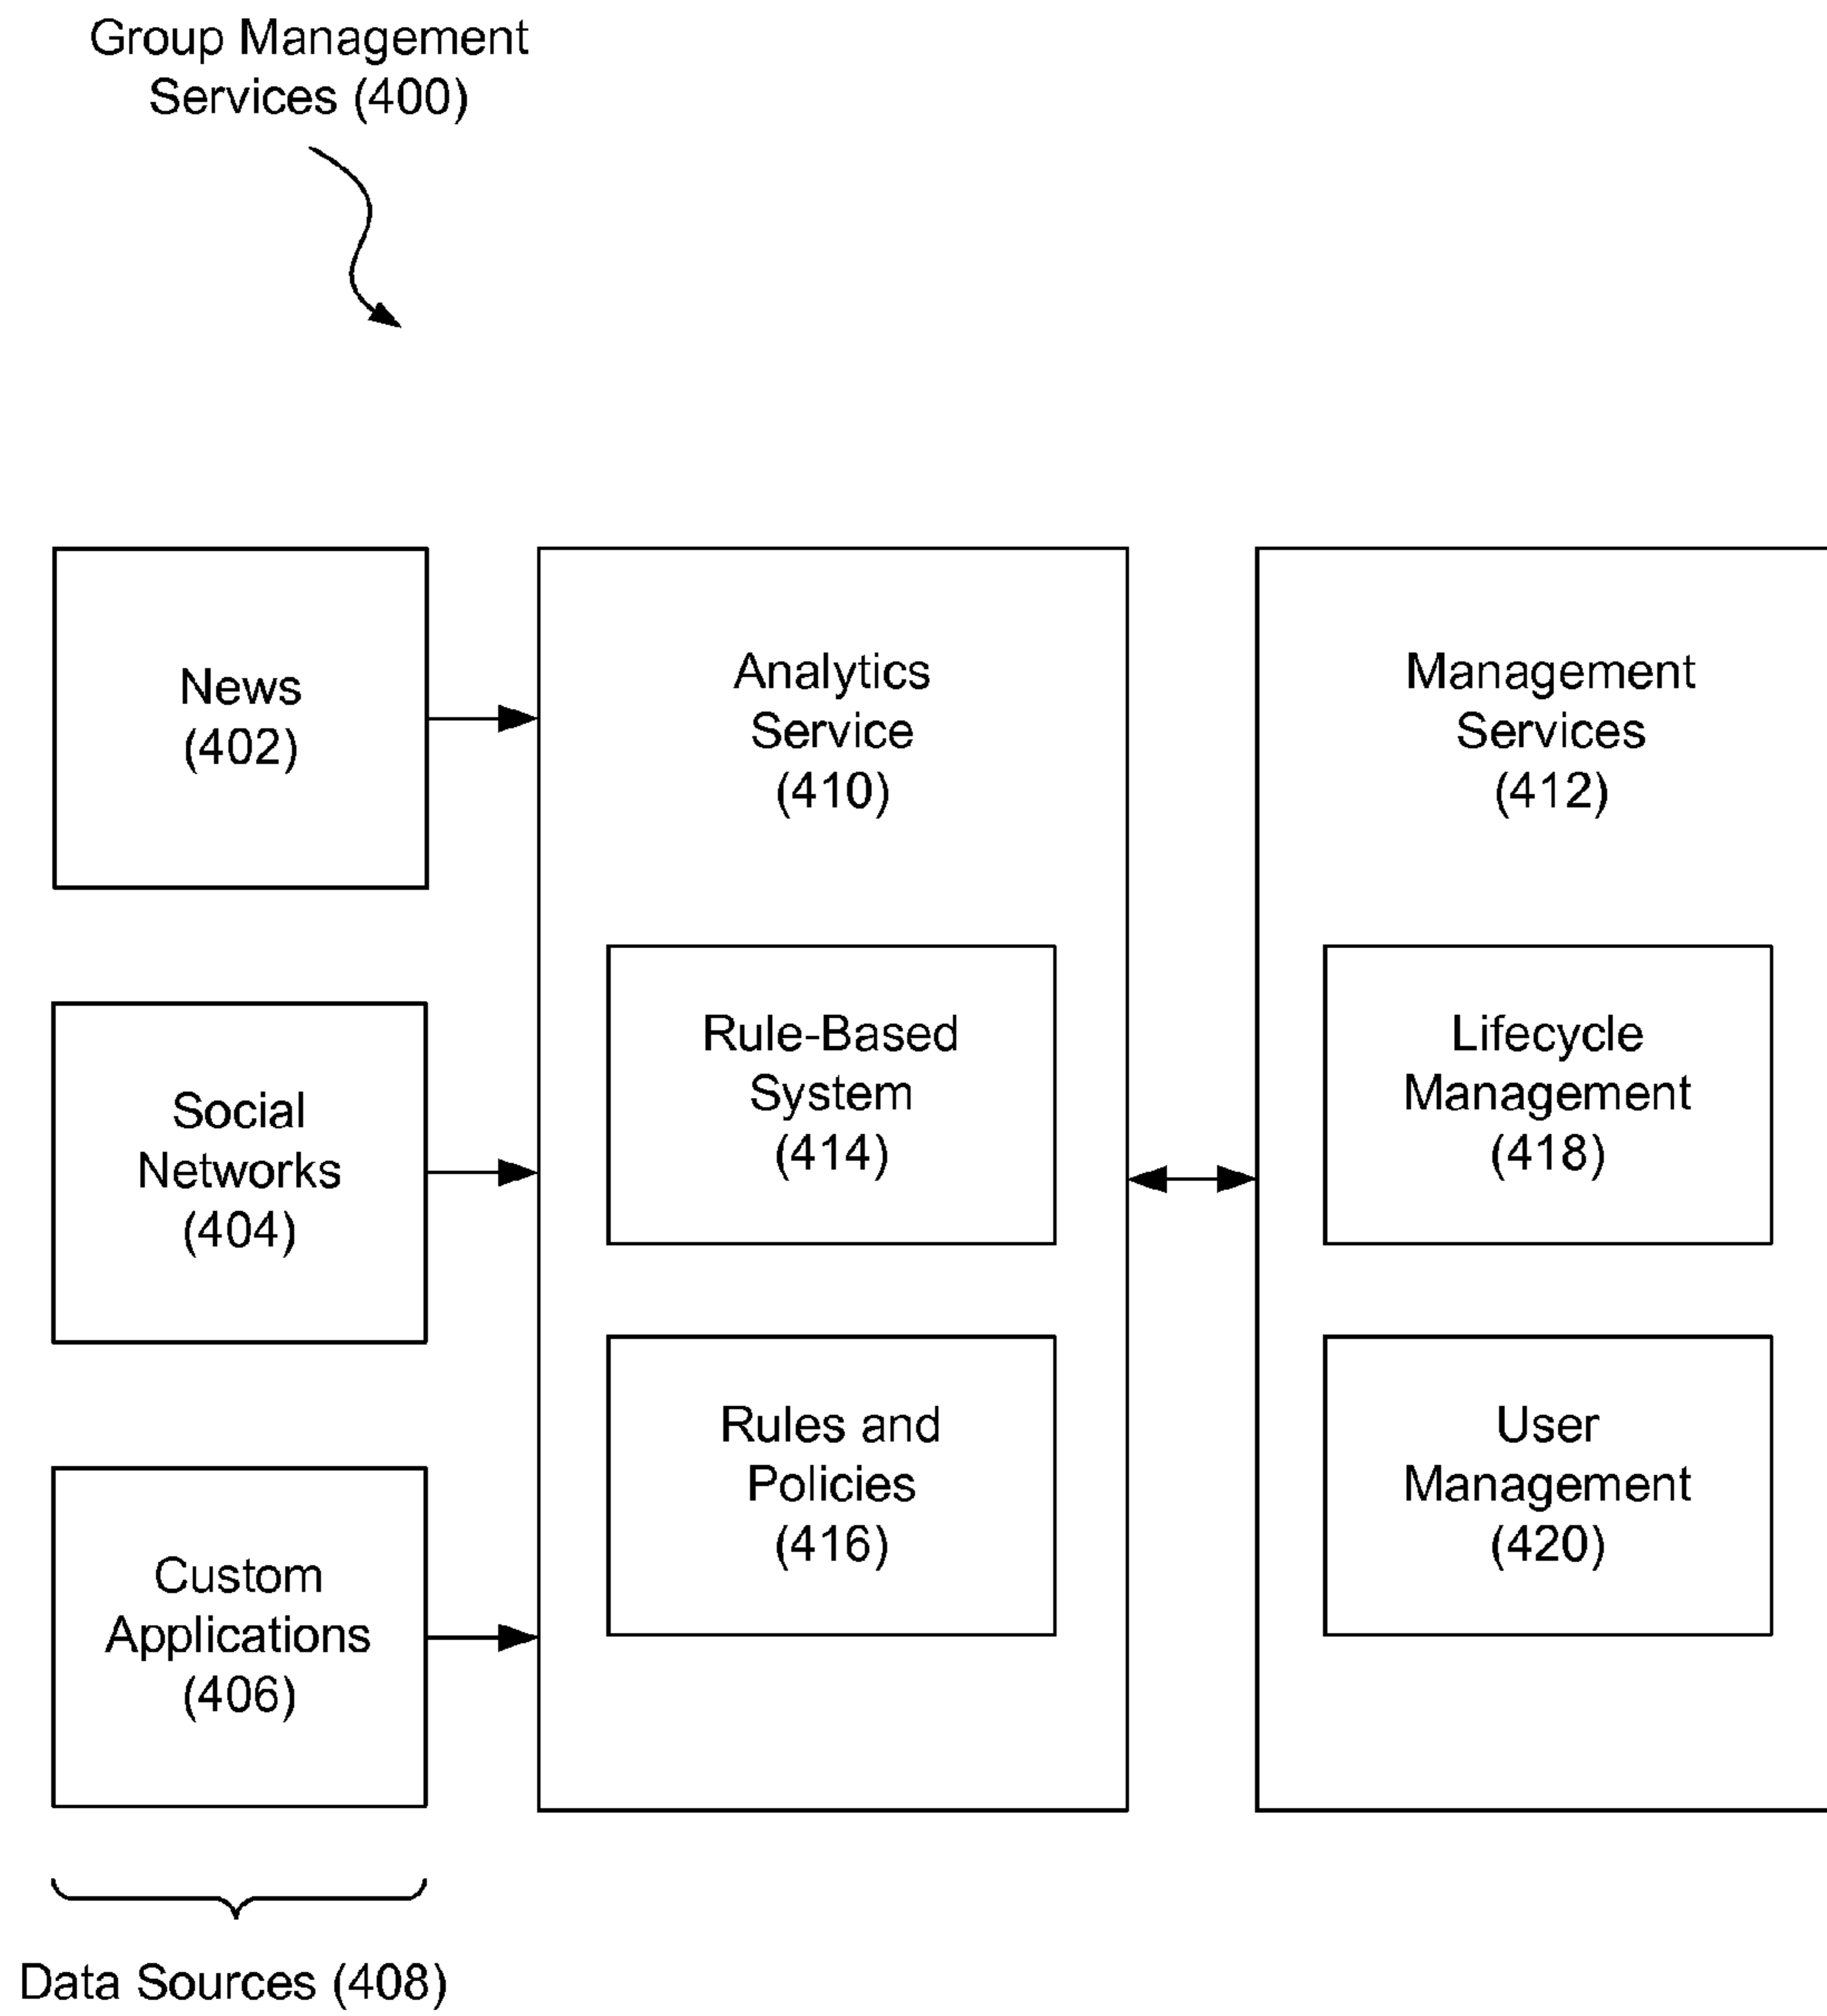 Group Management
Services (400)
News
(402)
Social
Networks
(404)
Custom
Applications
(406)
Data Sources (408)
Analytics
Service
(410)
Rule-Based
System
(414)
Rules and
Policies
(416)
Management
Services
(412)
Lifecycle
Management
(418)
User
Management
(420)